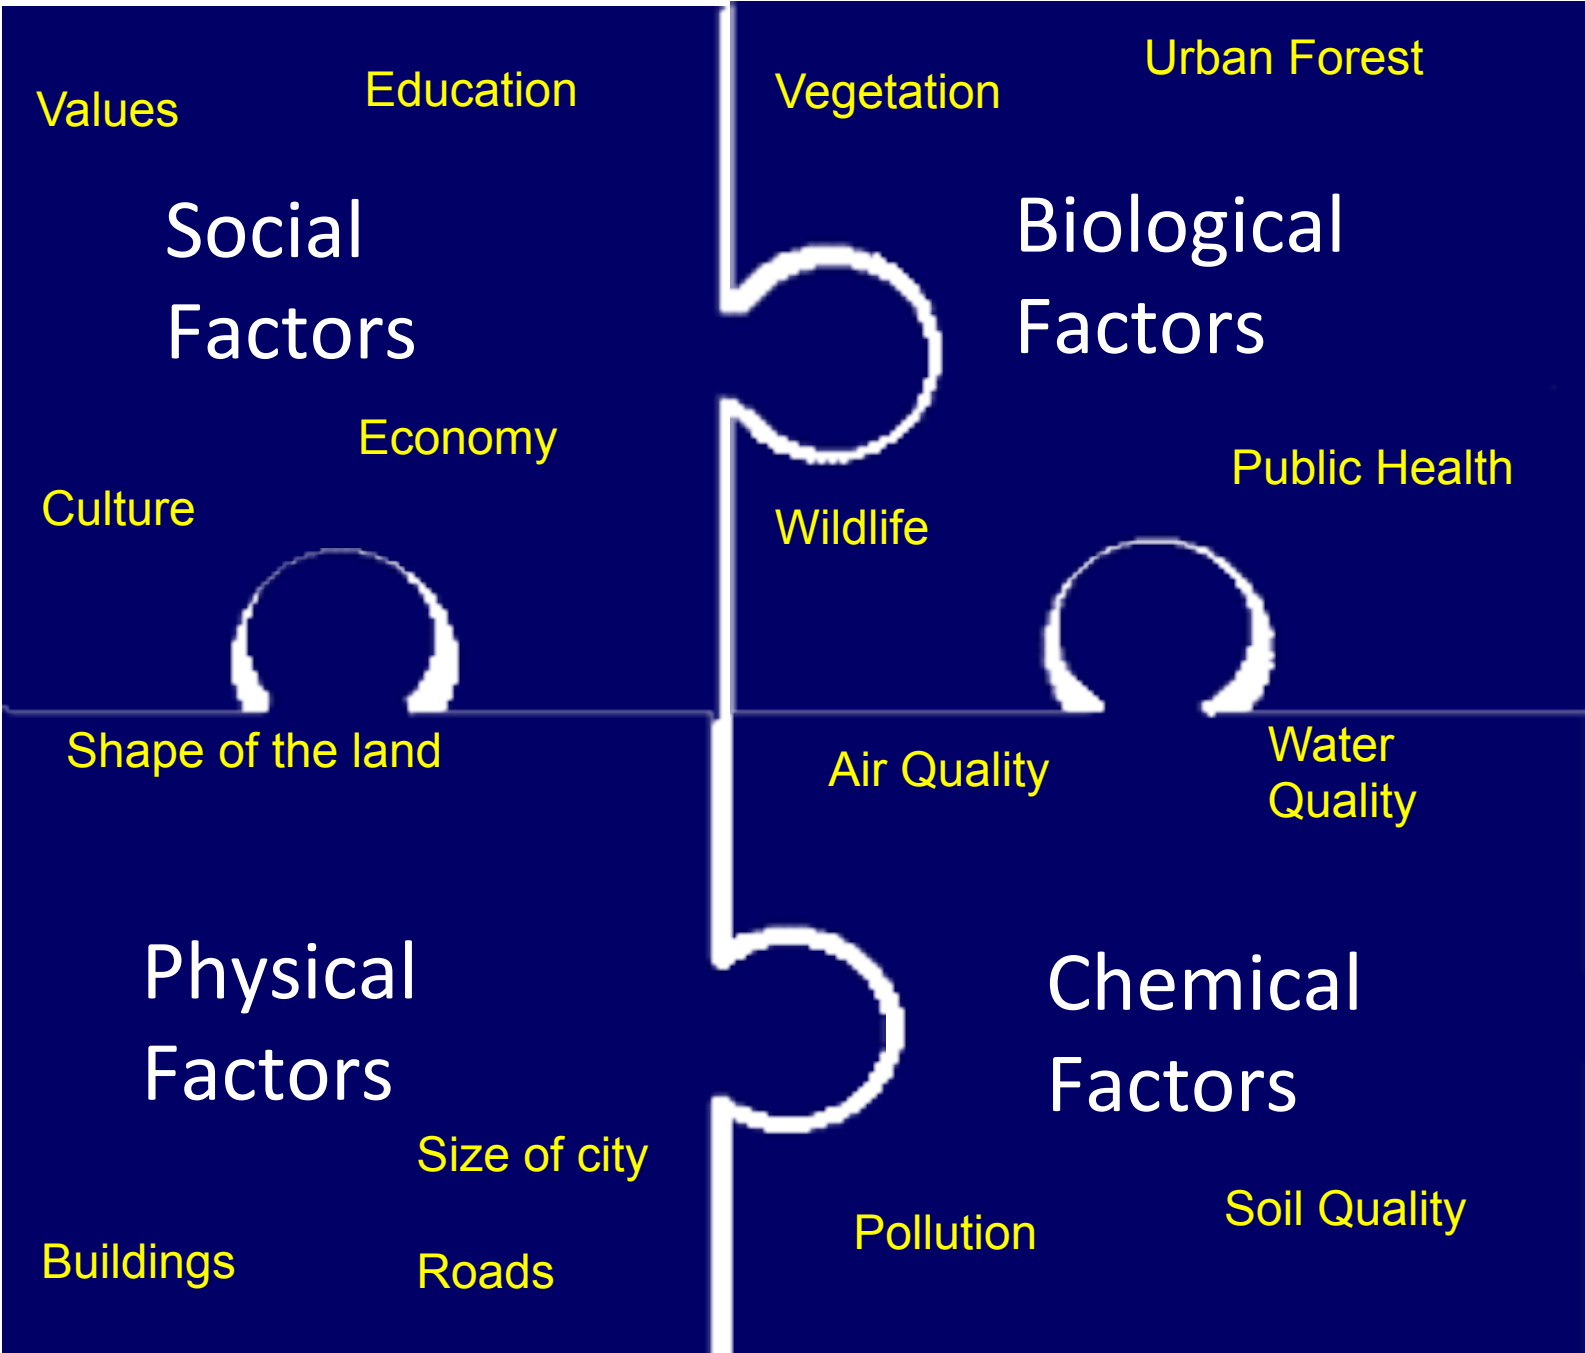 Values
Education
Social
Factors
Economy
Culture
Vegetation
Urban Forest
Biological
Factors
Public Health
Wildlife
Shape of the land
Physical
Factors
Size of city
Buildings
Roads
Air Quality
Water
Quality
Chemical
Factors
Soil Quality
Pollution